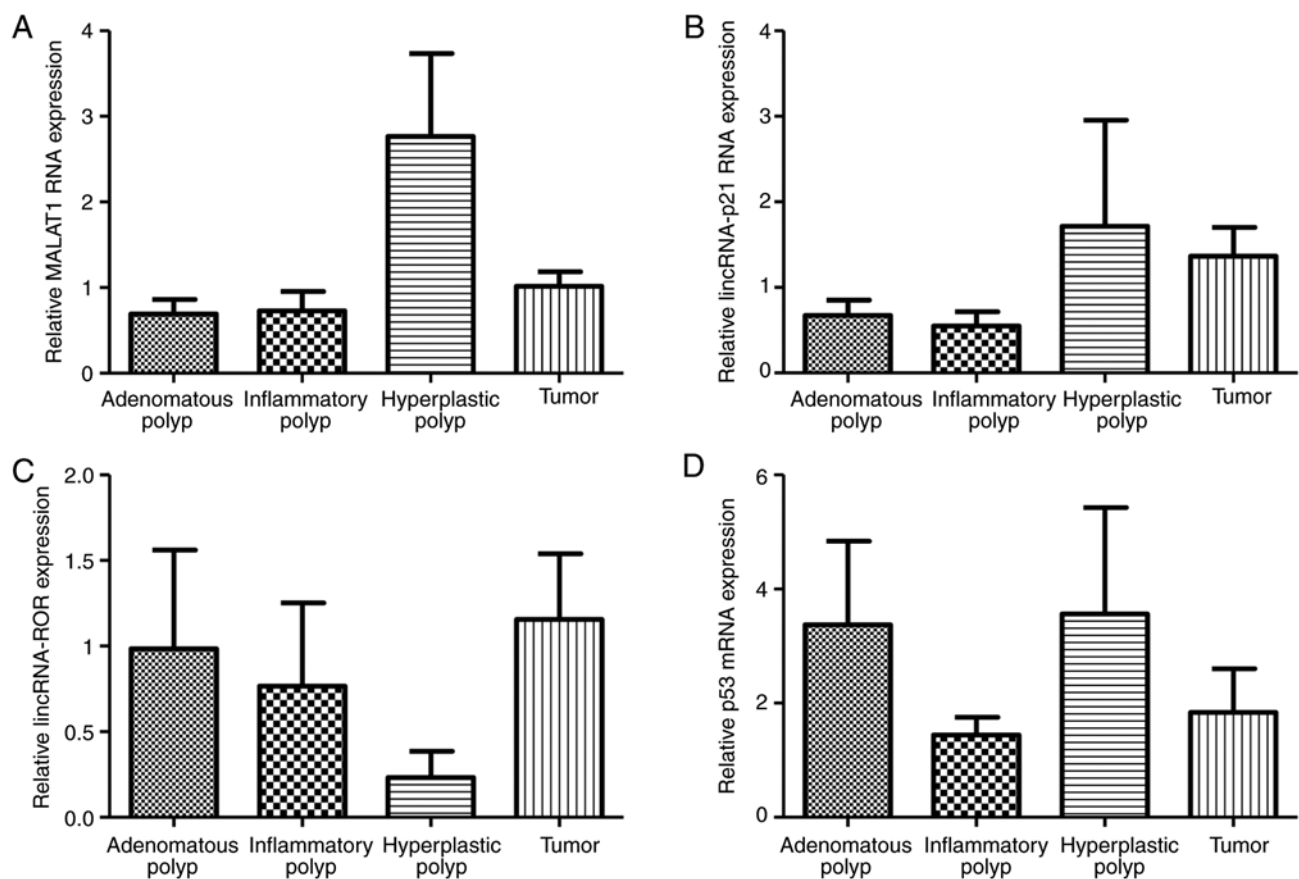 A
Relative MALAT1 RNA expression
4
3
2
1
0
Adenomatous polyp
Inflammatory polyp
Hyperplastic polyp
Tumor
B
Relative lincRNA-p21 RNA expression
4
3
2
1
0
Adenomatous polyp
Inflammatory polyp
Hyperplastic polyp
Tumor
C
Relative lincRNA-ROR expression
2.0
1.5
1
0.5
0.0
Adenomatous polyp
Inflammatory polyp
Hyperplastic polyp
Tumor
D
Relative p53 mRNA expression
6
4
2
0
Adenomatous polyp
Inflammatory polyp
Hyperplastic polyp
Tumor